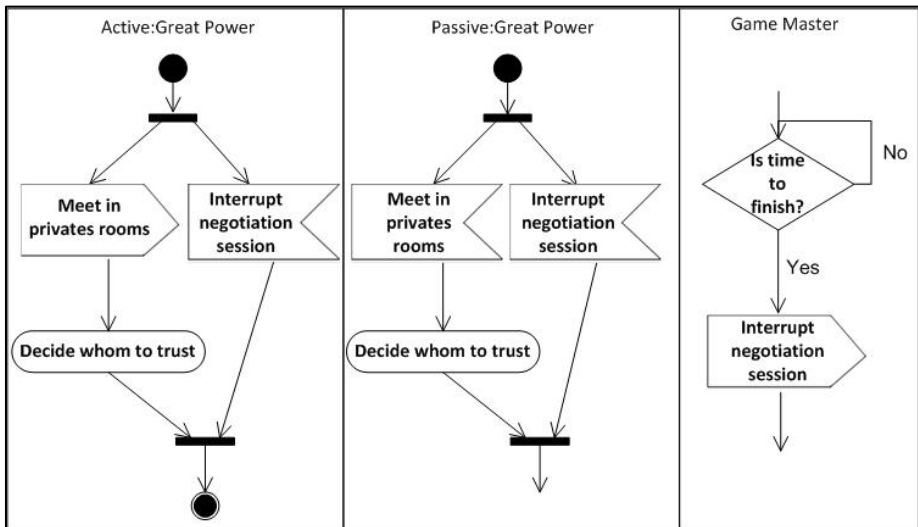 Active:Great Power
Meet in
privates rooms
Interrupt
negotiation
session
Decide whom to trust
Passive:Great Power
Meet in
privates
rooms
Interrupt
negotiation
session
Decide whom to trust
Game Master
Is time
to
finish?
No
Yes
Interrupt
negotiation
session